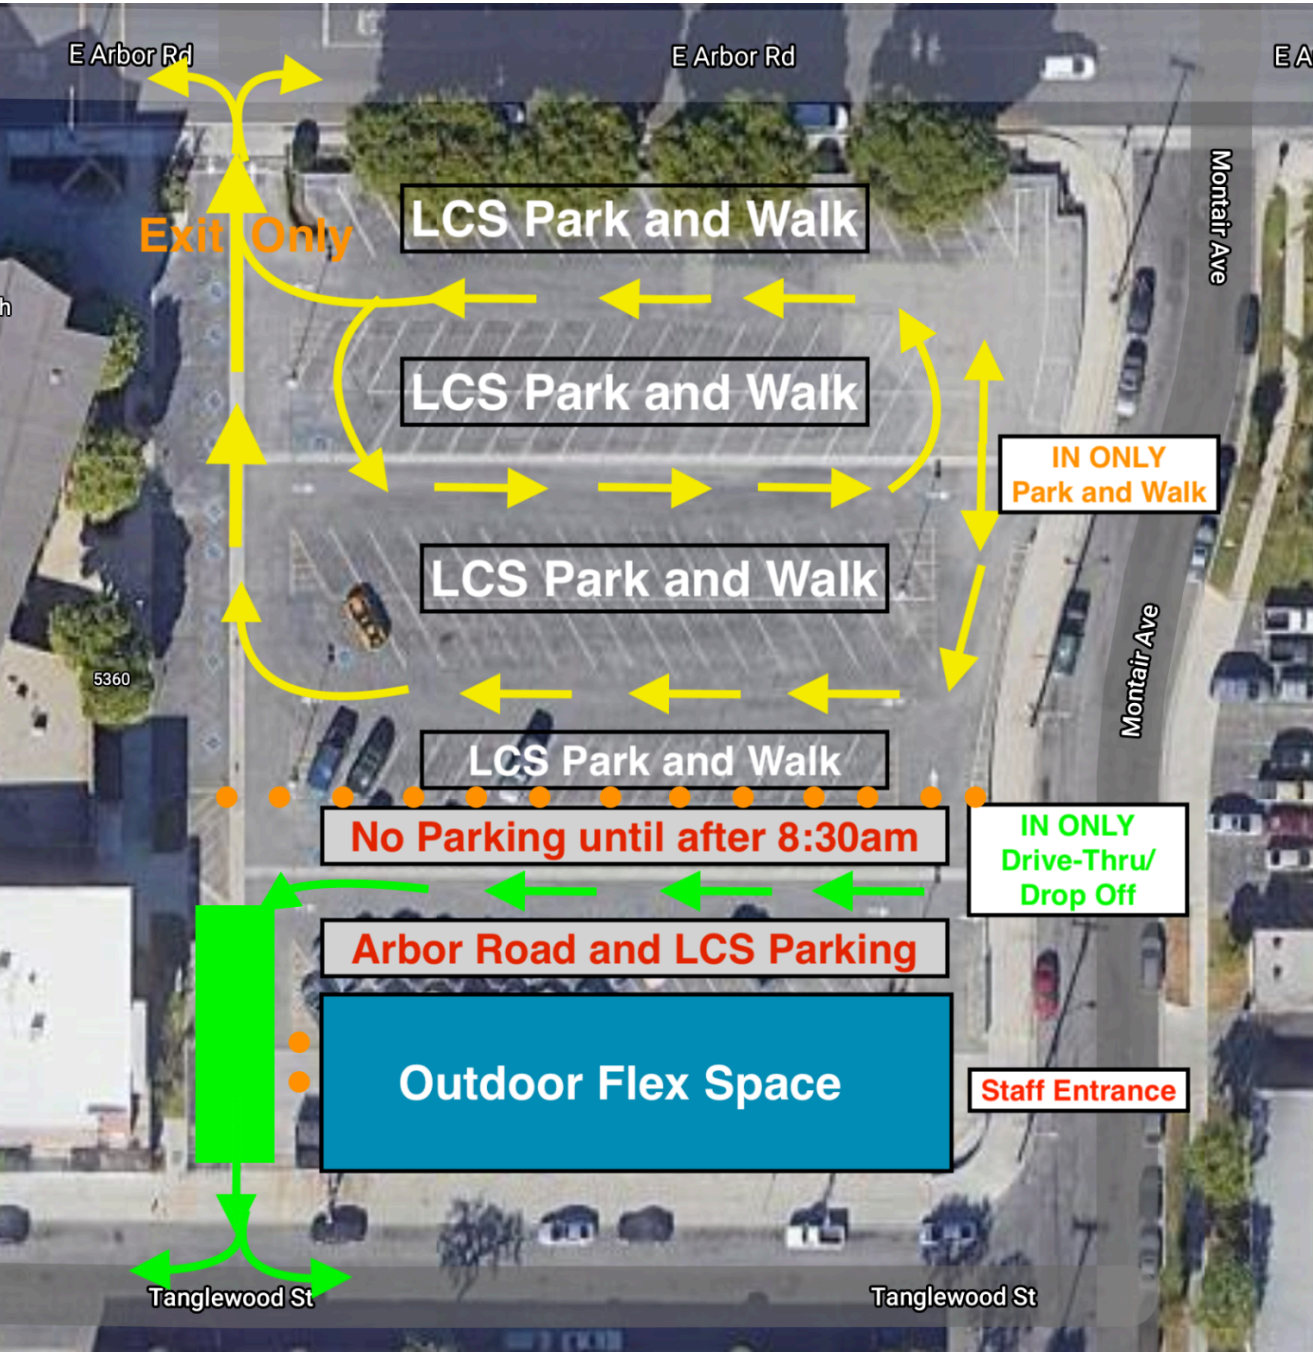 E Arbor Rd
E Arbor Rd
E A
Montair Ave
LCS Park and Walk
Exit Only
h
LCS Park and Walk
IN ONLY
Park and Walk
LCS Park and Walk
Montair Ave
5360
LCS Park and Walk
No Parking until after 8:30am
IN ONLY
Drive-Thru/
Drop Off
Arbor Road and LCS Parking
Outdoor Flex Space
Staff Entrance
Tanglewood St
Tanglewood St